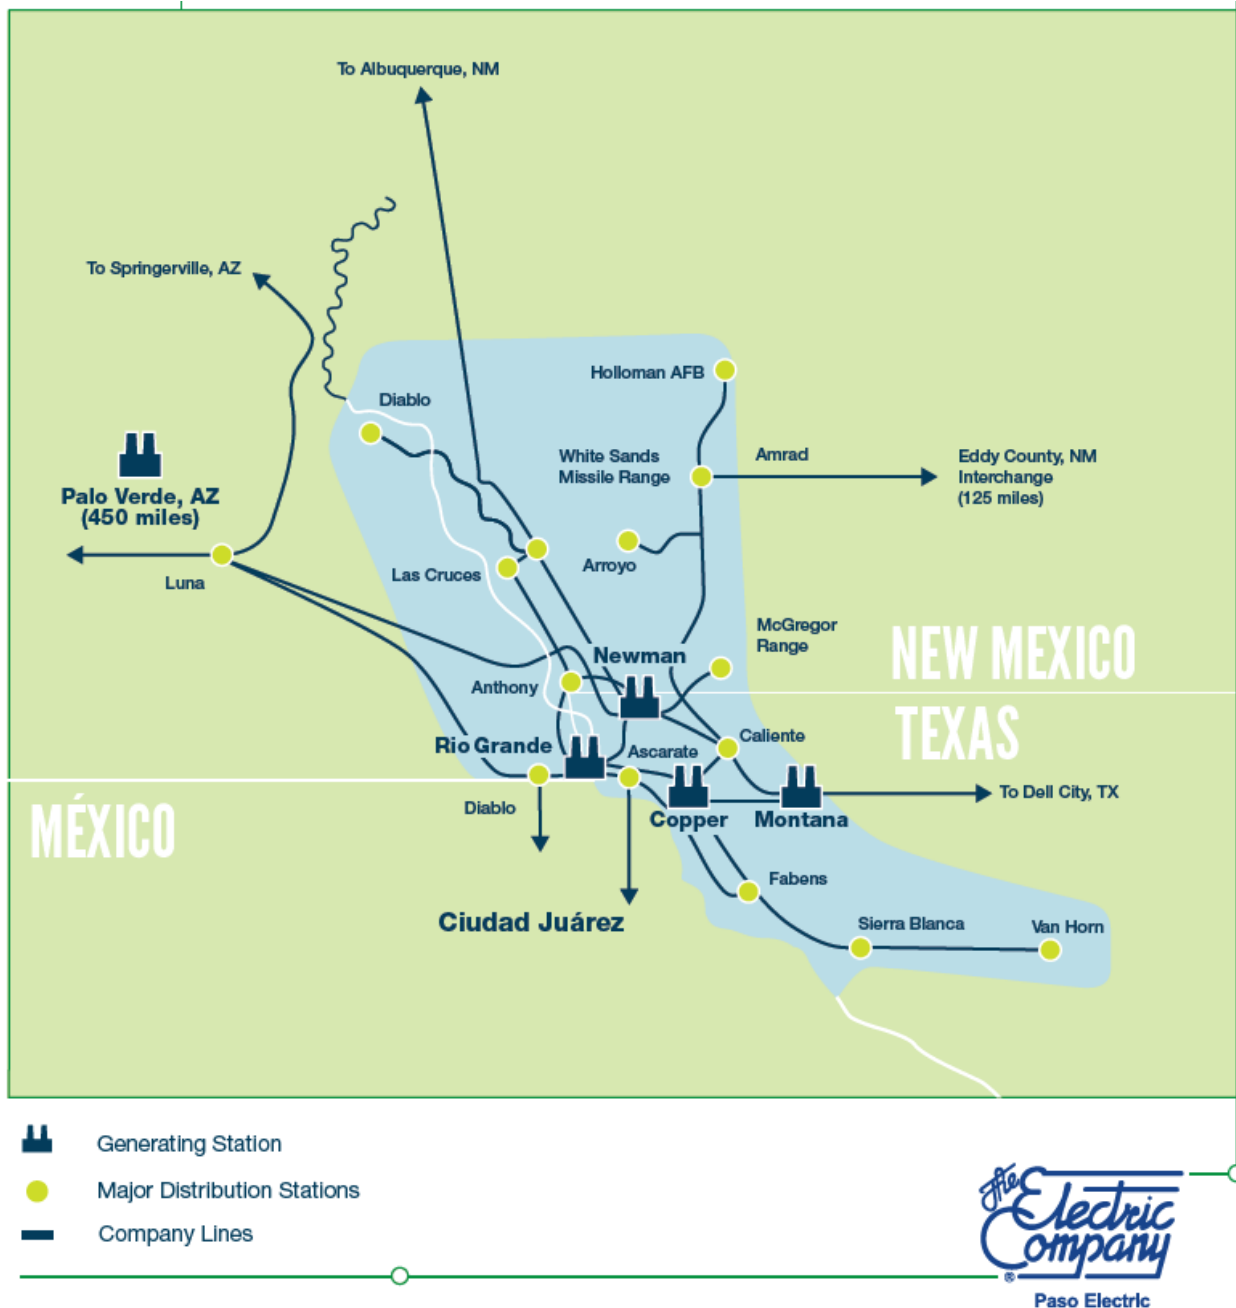 To Albuquerque, NM
To Springerville, AZ
Holloman AFB
Diablo
White Sands
Missile Range
Amrad
Eddy County, NM
Interchange
(125 miles)
Palo Verde, AZ
(450 miles)
Luna
Las Cruces
Arroyo
McGregor
Range
NEW MEXICO
Newman
Anthony
TEXAS
Rio Grande
Ascarate
Caliente
MÉXICO
Diablo
Copper
Montana
To Dell City, TX
Fabens
Ciudad Juárez
Sierra Blanca
Van Horn
Generating Station
Major Distribution Stations
Company Lines
The
Electric
Company
®
Paso Electric